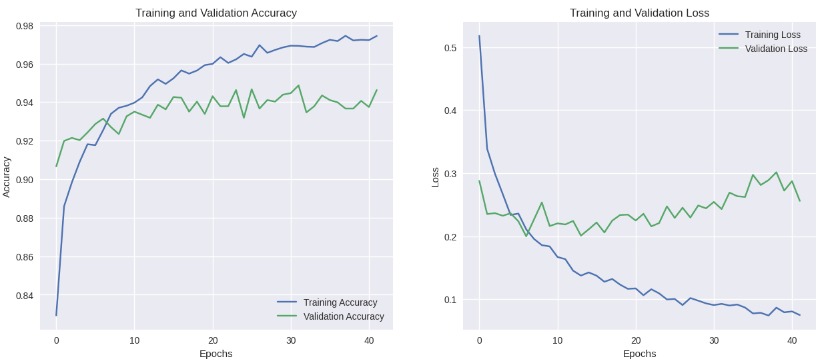 Training and Validation Accuracy
Accuracy
0.98
0.96
0.94
0.92
0.90
0.88
0.86
0.84
Training Accuracy
Validation Accuracy
0
10
20
30
40
Epochs
Training and Validation Loss
Loss
0.5
0.4
0.3
0.2
0.1
Training Loss
Validation Loss
0
10
20
30
40
Epochs